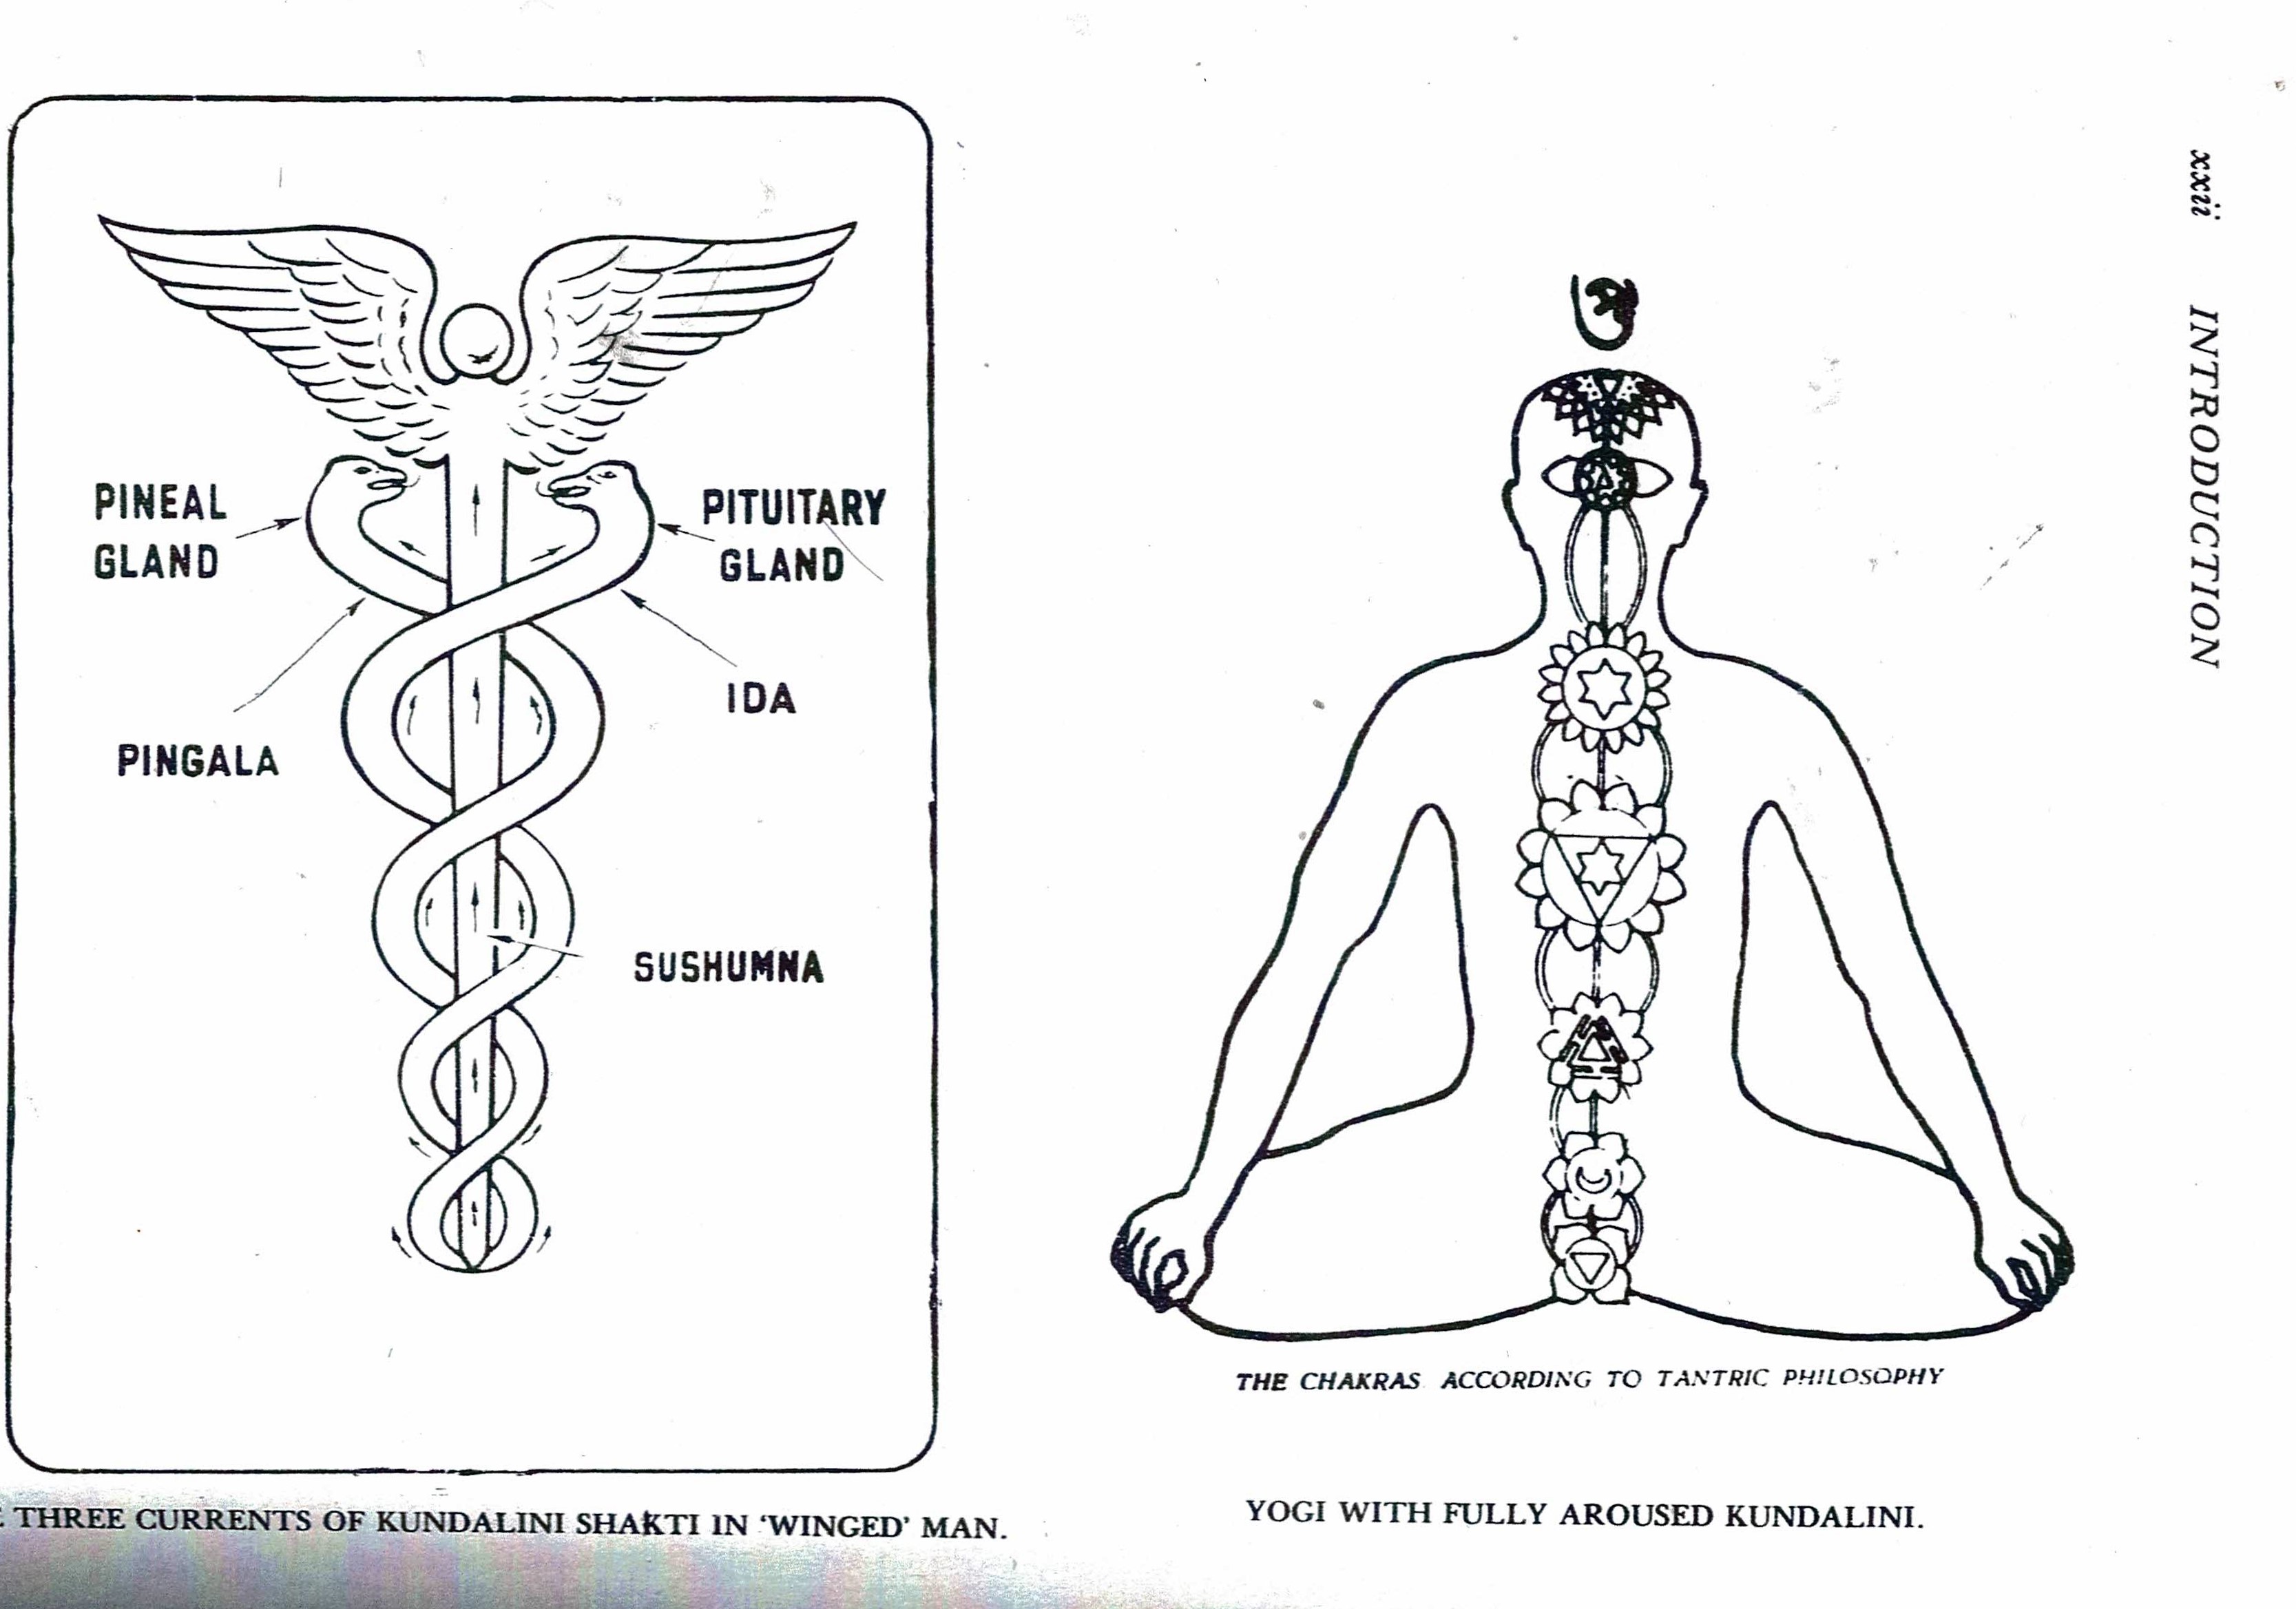 xxii INTRODUCTION
PINEAL
GLAND
PITUITARY
GLAND
IDA
PINGALA
SUSHUMNA
THREE CURRENTS OF KUNDALINI SHAKTI IN ‘WINGED’ MAN.
THE CHAKRAS ACCORDING TO TANTRIC PHILOSOPHY
YOGI WITH FULLY AROUSED KUNDALINI.